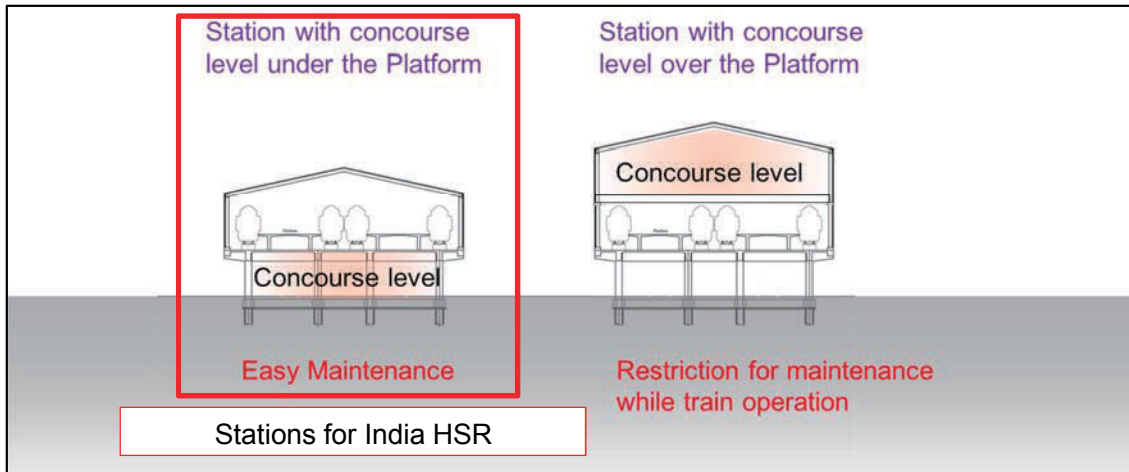 Station with concourse
level under the Platform
Station with concourse
level over the Platform
Concourse level
Concourse level
Easy Maintenance
Restriction for maintenance
while train operation
Stations for India HSR